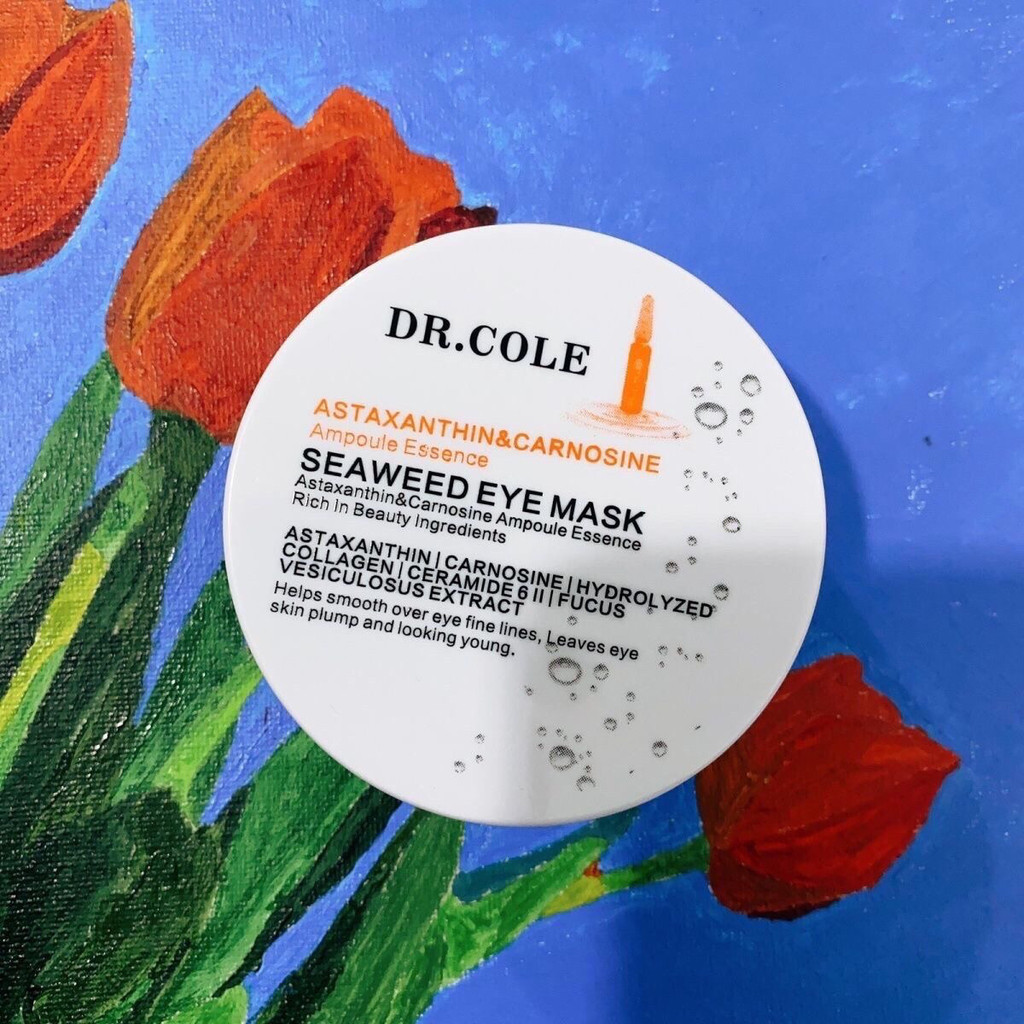 DR.COLE
ASTAXANTHIN&CARNOSINE
Ampoule Essence
SEAWEED EYE MASK
Astaxanthin&Carnosine Ampoule Essence
Rich In Beauty Ingredients
ASTAXANTHIN | CARNOSINE | HYDROLYZED
COLLAGEN | CERAMIDE 6 II | FUCUS
VESICULOSUS EXTRACT
Helps smooth over eye fine lines, Leaves eye
skin plump and looking young.